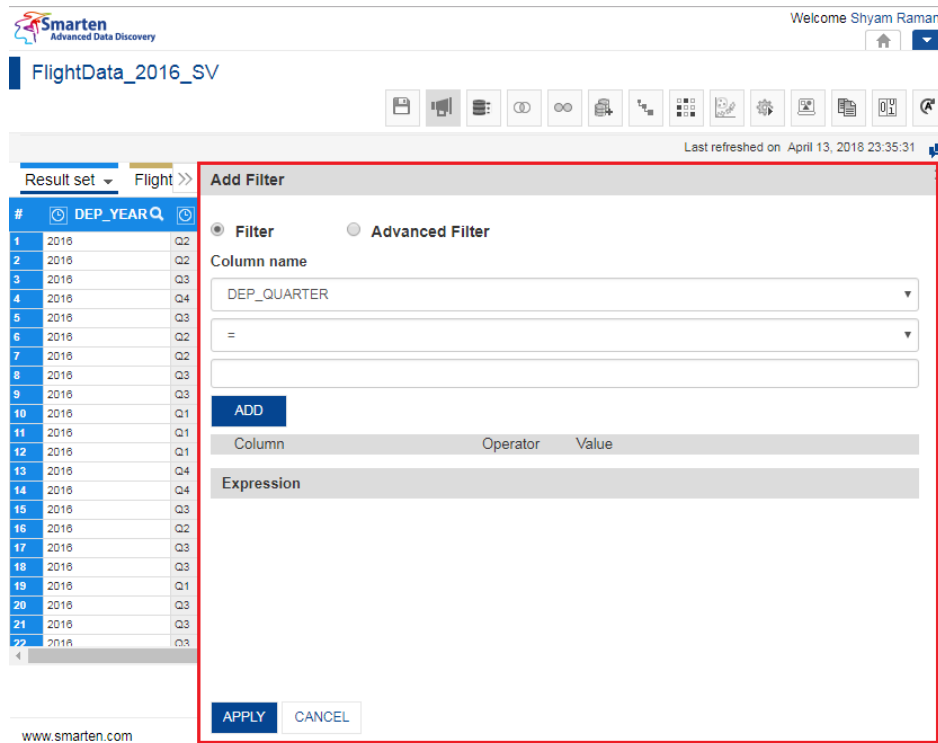 Smarten
Advanced Data Discovery
Welcome Shyam Raman
FlightData_2016_SV
Last refreshed on April 13, 2018 23:35:31
Result set Flight
# DEP_YEAR
1 2016 Q2
2 2016 Q2
3 2016 Q3
4 2016 Q4
5 2016 Q3
6 2016 Q2
7 2016 Q2
8 2016 Q3
9 2016 Q3
10 2016 Q1
11 2016 Q1
12 2016 Q1
13 2016 Q4
14 2016 Q4
15 2016 Q3
16 2016 Q2
17 2016 Q3
18 2016 Q3
19 2016 Q1
20 2016 Q3
21 2016 Q3
22 2016 Q3
Add Filter
Filter Advanced Filter
Column name
DEP_QUARTER
=
ADD
Column Operator Value
Expression
APPLY CANCEL
www.smarten.com